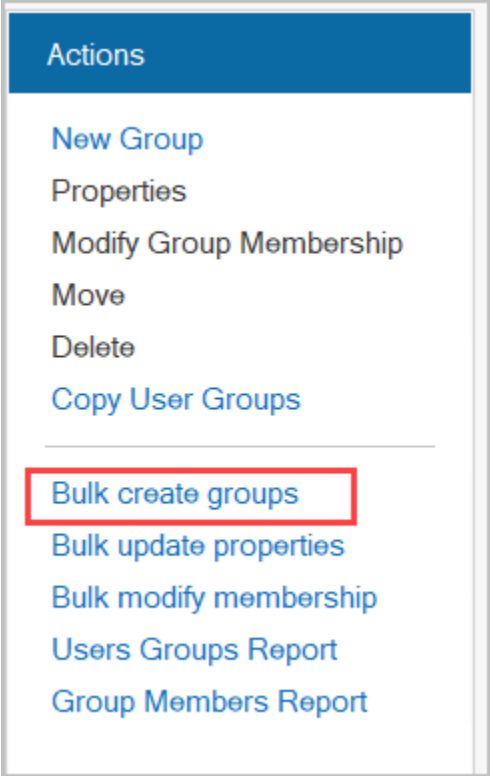 Actions
New Group
Properties
Modify Group Membership
Move
Delete
Copy User Groups
Bulk create groups
Bulk update properties
Bulk modify membership
Users Groups Report
Group Members Report